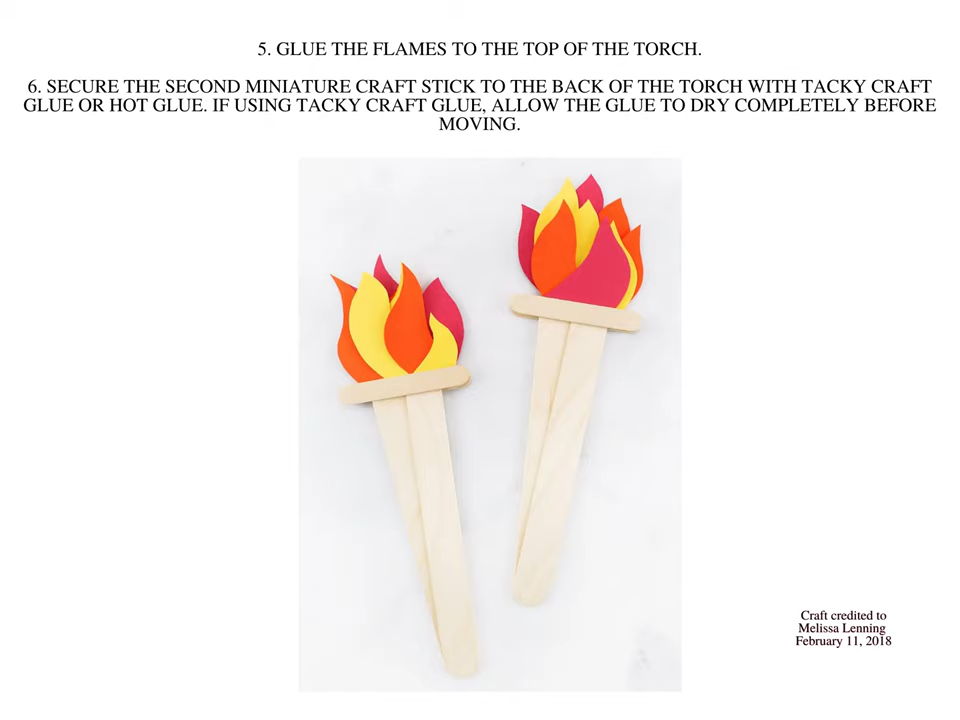 5. GLUE THE FLAMES TO THE TOP OF THE TORCH.
6. SECURE THE SECOND MINIATURE CRAFT STICK TO THE BACK OF THE TORCH WITH TACKY CRAFT
GLUE OR HOT GLUE. IF USING TACKY CRAFT GLUE, ALLOW THE GLUE TO DRY COMPLETELY BEFORE
MOVING.
Craft credited to
Melissa Lenning
February 11, 2018